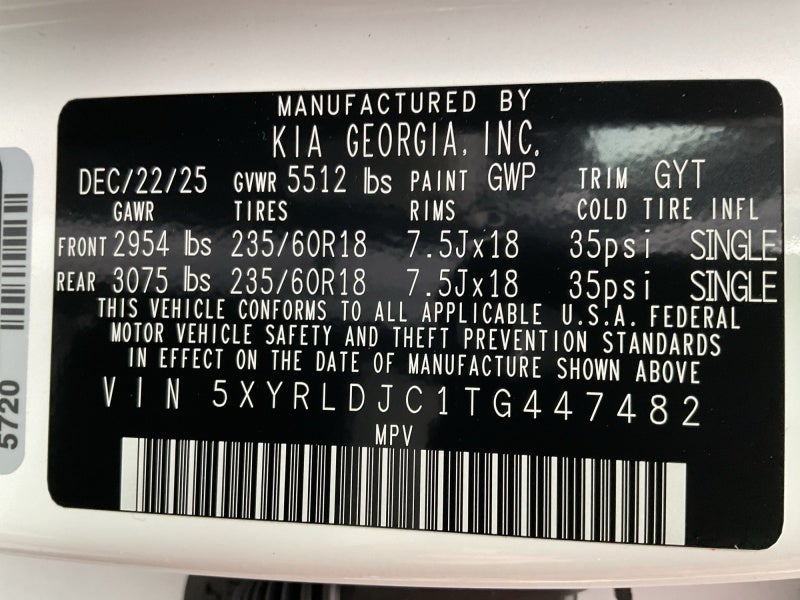 MANUFACTURED BY
KIA GEORGIA, INC.
DEC/22/25 GVWR 5512 lbs PAINT GWP TRIM GYT
GAWR TIRES RIMS COLD TIRE INFL
FRONT 2954 lbs 235/60R18 7.5Jx18 35psi SINGLE
REAR 3075 lbs 235/60R18 7.5Jx18 35psi SINGLE
THIS VEHICLE CONFORMS TO ALL APPLICABLE U.S.A. FEDERAL
MOTOR VEHICLE SAFETY AND THEFT PREVENTION STANDARDS
IN EFFECT ON THE DATE OF MANUFACTURE SHOWN ABOVE
VIN 5XYRLDJC1TG447482
MPV
5720